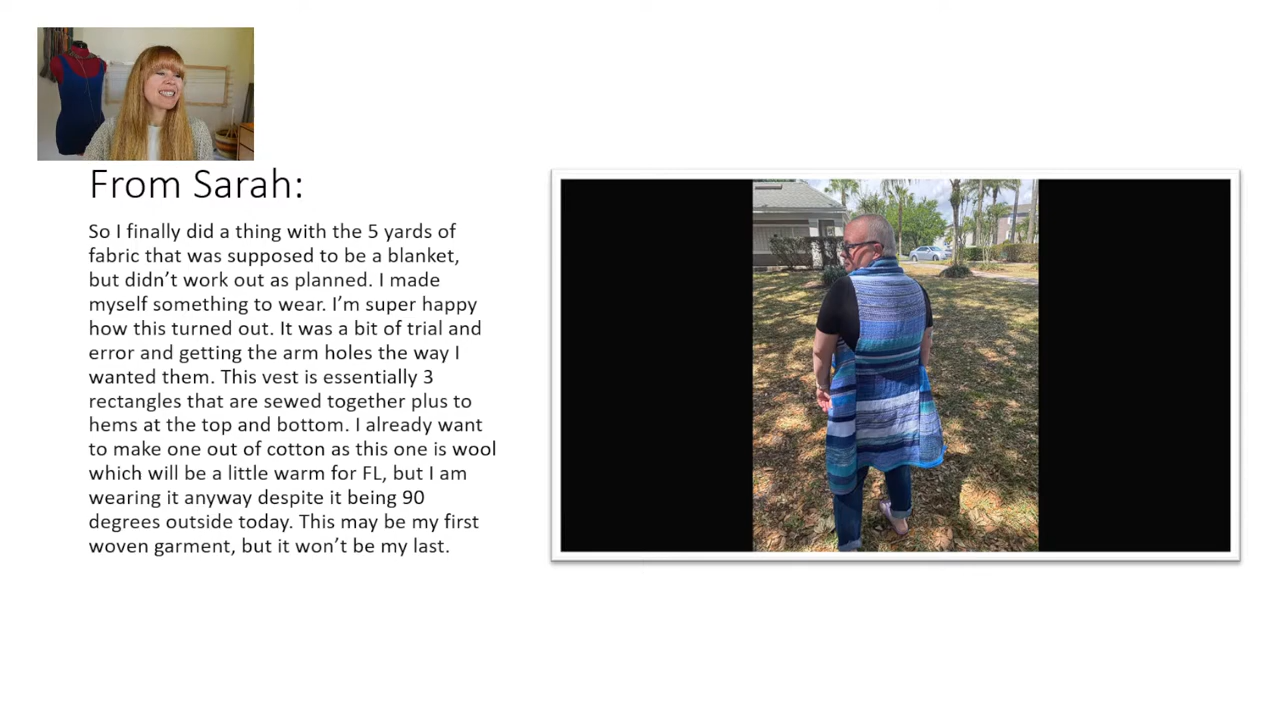 From Sarah:
So I finally did a thing with the 5 yards of
fabric that was supposed to be a blanket,
but didn’t work out as planned. I made
myself something to wear. I’m super happy
how this turned out. It was a bit of trial and
error and getting the arm holes the way I
wanted them. This vest is essentially 3
rectangles that are sewed together plus to
hems at the top and bottom. I already want
to make one out of cotton as this one is wool
which will be a little warm for FL, but I am
wearing it anyway despite it being 90
degrees outside today. This may be my first
woven garment, but it won’t be my last.